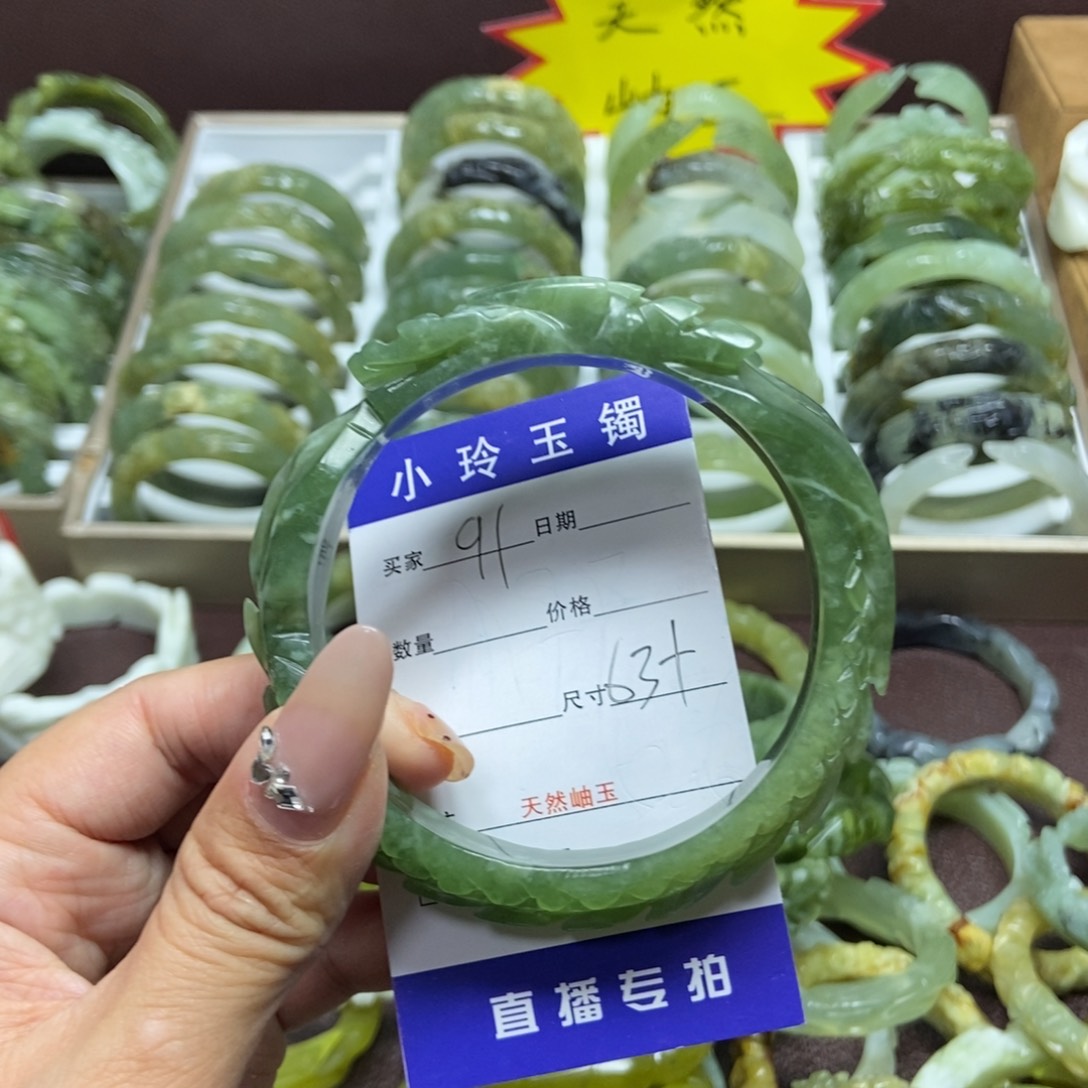 天然
小玲玉镯
买家 91 日期
数量 价格
尺寸 63+
天然岫玉
直播专拍